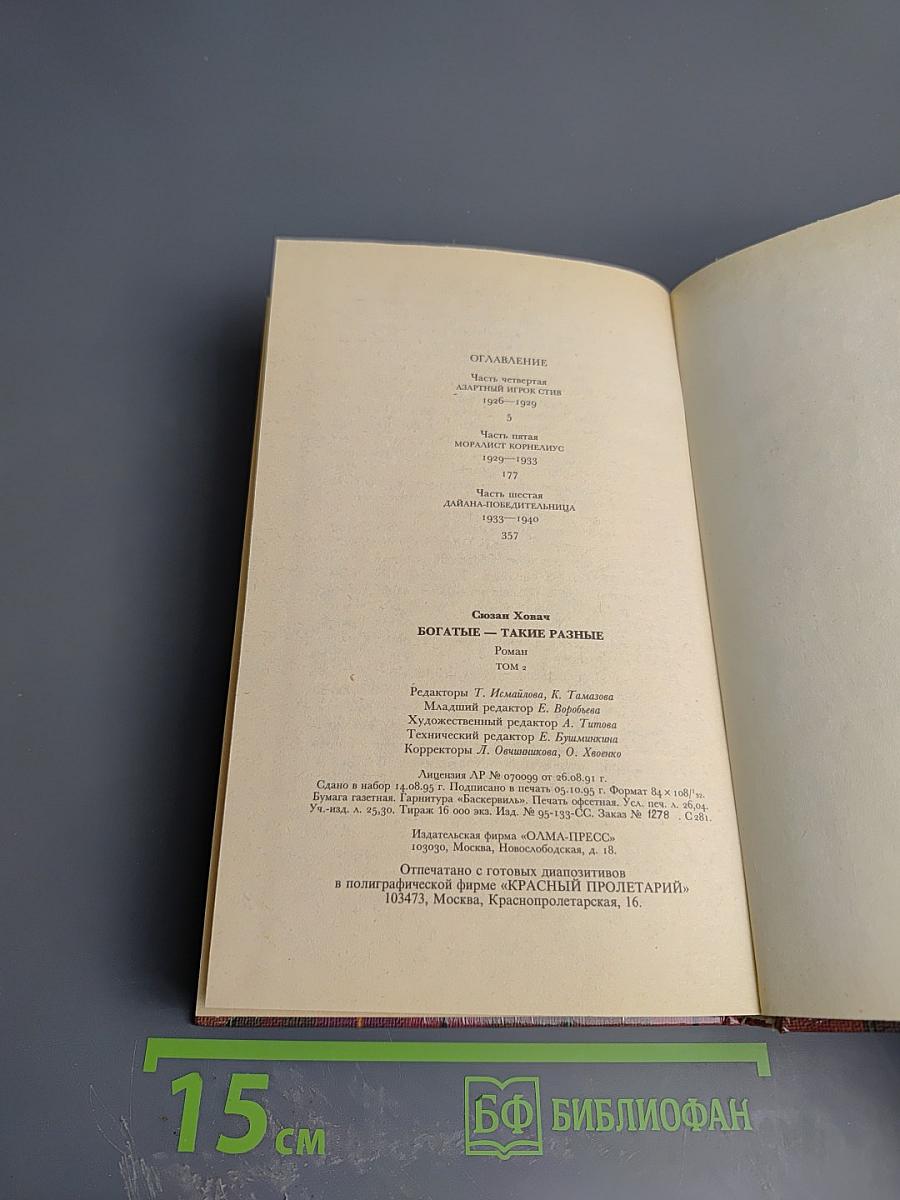 ОГЛАВЛЕНИЕ
Часть четвертая
АЗАРТНЫЙ ИГРОК СТИВ
1926—1929
5
Часть пятая
МОРАЛИСТ КОРНЕЛИУС
1929—1933
177
Часть шестая
ДАЙАНА-ПОБЕДИТЕЛЬНИЦА
1933—1940
357
Сюзан Ховач
БОГАТЫЕ — ТАКИЕ РАЗНЫЕ
Роман
ТОМ 2
Редакторы Т. Исмайлова, К. Тамазова
Младший редактор Е. Воробьева
Художественный редактор А. Титова
Технический редактор Е. Бушминкина
Корректоры Л. Овчинникова, О. Хвоенко
Лицензия ЛР № 070099 от 26.08.91 г.
Сдано в набор 14.08.95 г. Подписано в печать 05.10.95 г. Формат 84 × 108/¹₃₂.
Бумага газетная. Гарнитура «Баскервиль». Печать офсетная. Усл. печ. л. 26,04.
Уч.-изд. л. 25,30. Тираж 16 000 экз. Изд. № 95-133-СС. Заказ № 1278 . С 281.
Издательская фирма «ОЛМА-ПРЕСС»
103030, Москва, Новослободская, д. 18.
Отпечатано с готовых диапозитивов
в полиграфической фирме «КРАСНЫЙ ПРОЛЕТАРИЙ»
103473, Москва, Краснопролетарская, 16.
15 см
БФ БИБЛИОФАН